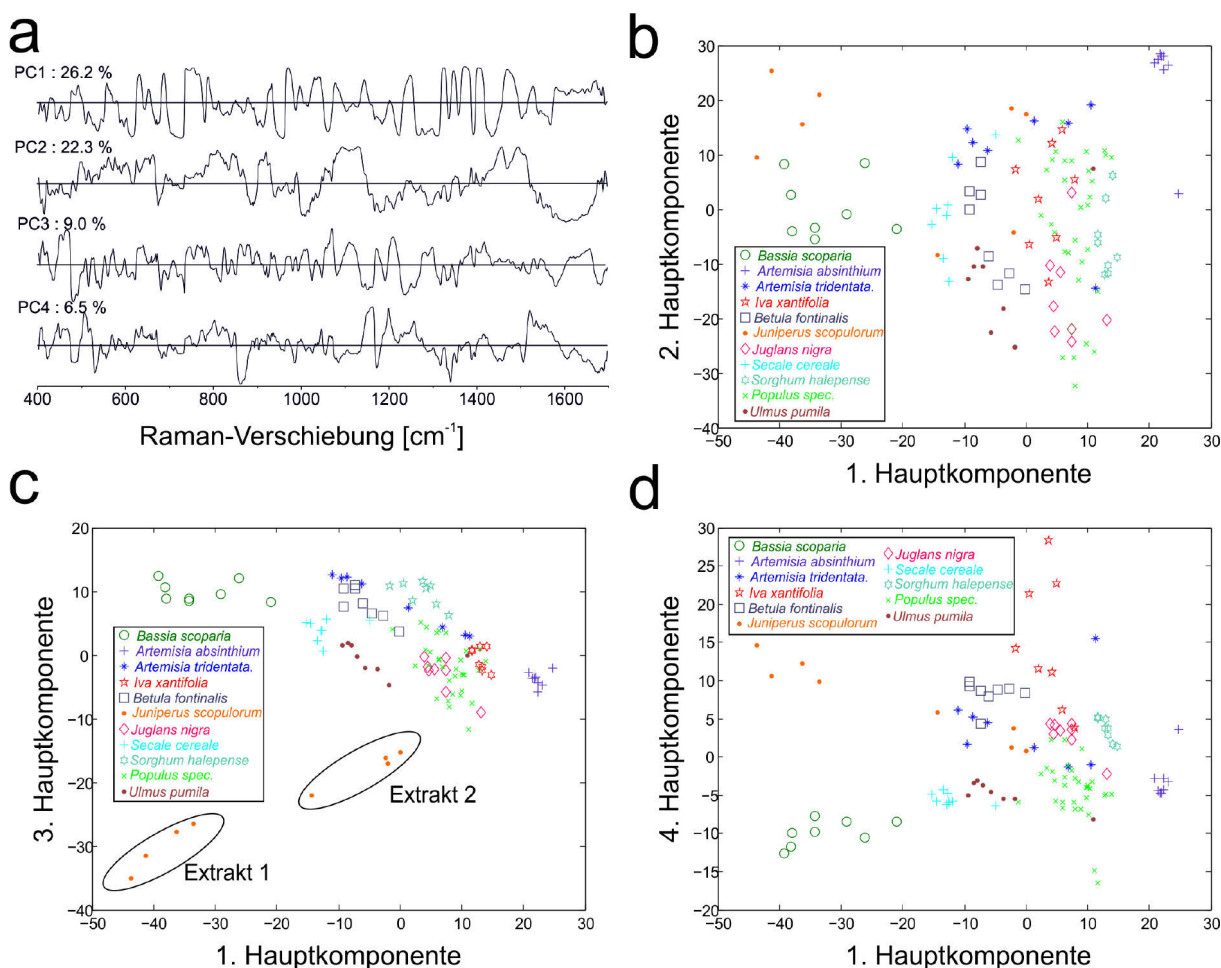 a
PC1 : 26.2 %
PC2 : 22.3 %
PC3 : 9.0 %
PC4 : 6.5 %
400 600 800 1000 1200 1400 1600
Raman-Verschiebung [cm-1]
b
2. Hauptkomponente
30
20
10
0
−10
−20
−30
−40
Bassia scoparia
Artemisia absinthium
Artemisia tridentata.
Iva xantifolia
Betula fontinalis
Juniperus scopulorum
Juglans nigra
Secale cereale
Sorghum halepense
Populus spec.
Ulmus pumila
−50 −40 −30 −20 −10 0 10 20 30
1. Hauptkomponente
c
3. Hauptkomponente
20
10
0
−10
−20
−30
−40
Bassia scoparia
Artemisia absinthium
Artemisia tridentata.
Iva xantifolia
Betula fontinalis
Juniperus scopulorum
Juglans nigra
Secale cereale
Sorghum halepense
Populus spec.
Ulmus pumila
Extrakt 2
Extrakt 1
−50 −40 −30 −20 −10 0 10 20 30
1. Hauptkomponente
d
4. Hauptkomponente
30
25
20
15
10
5
0
−5
−10
−15
−20
Bassia scoparia
Artemisia absinthium
Artemisia tridentata.
Iva xantifolia
Betula fontinalis
Juniperus scopulorum
Juglans nigra
Secale cereale
Sorghum halepense
Populus spec.
Ulmus pumila
−50 −40 −30 −20 −10 0 10 20 30
1. Hauptkomponente